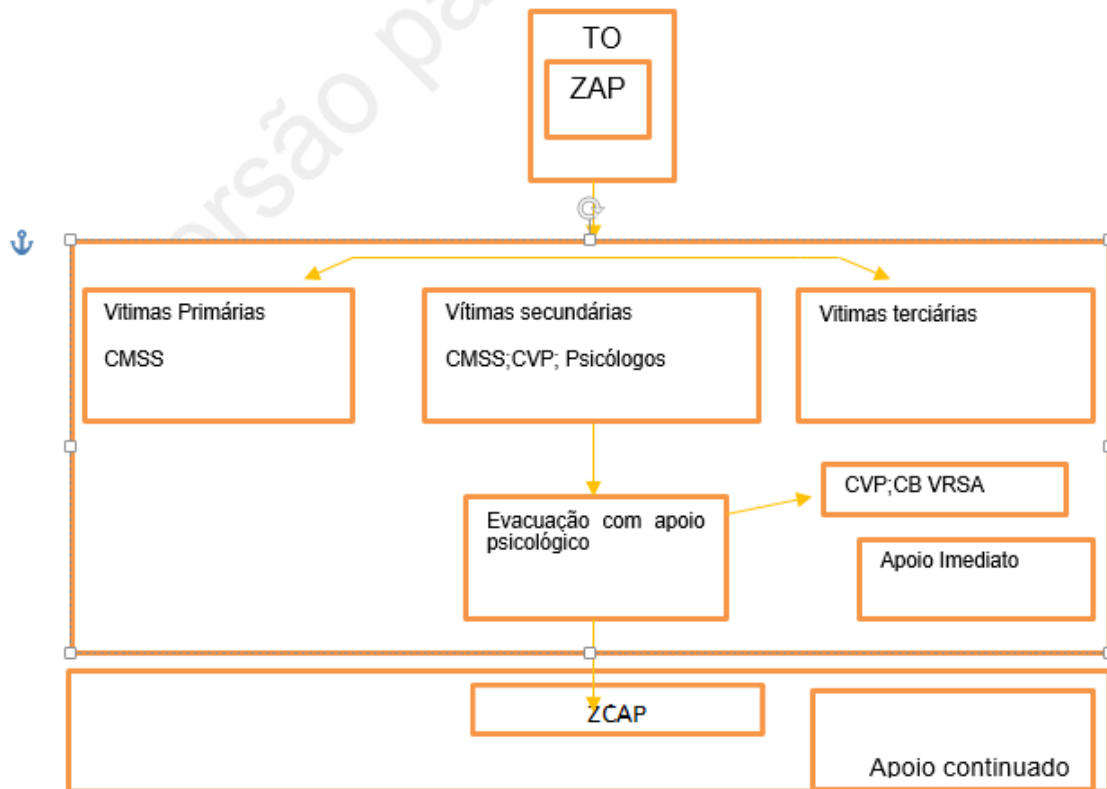 TO
ZAP
Vitimas Primárias
CMSS
Vítimas secundárias
CMSS;CVP; Psicólogos
Vitimas terciárias
Evacuação com apoio
psicológico
CVP;CB VRSA
Apoio Imediato
ZCAP
Apoio continuado